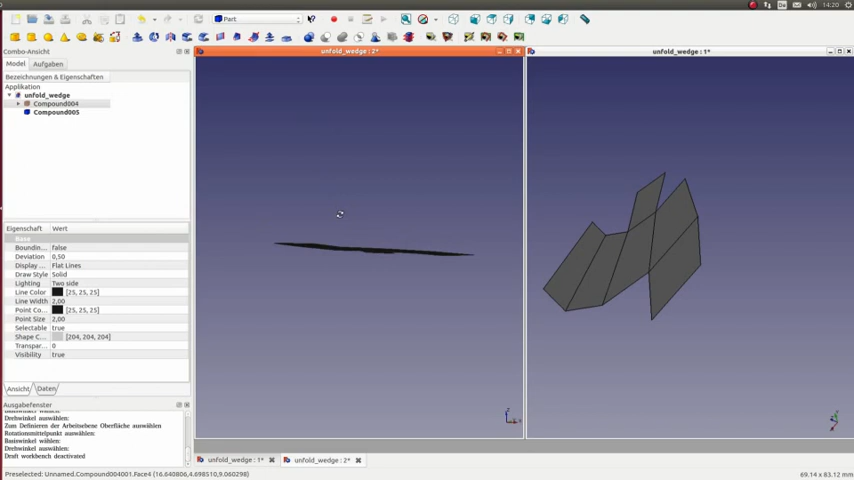 14:20
Part
Combo-Ansicht
unfold_wedge : 2*
unfold_wedge : 1*
Model
Aufgaben
Bezeichnungen & Eigenschaften
Applikation
unfold_wedge
Compound004
Compound005
Eigenschaft Wert
Base
Boundin... false
Deviation 0,50
Display ... Flat Lines
Draw Style Solid
Lighting Two side
Line Color [25, 25, 25]
Line Width 2,00
Point Co... [25, 25, 25]
Point Size 2,00
Selectable true
Shape C... [204, 204, 204]
Transpar... 0
Visibility true
Ansicht
Daten
Ausgabefenster
Drehwinkel auswählen:
Zum Definieren der Arbeitsebene Oberfläche auswählen
Rotationsmittelpunkt auswählen:
Basiswinkel wählen:
Drehwinkel auswählen:
Draft workbench deactivated
unfold_wedge : 1*
unfold_wedge : 2*
Preselected: Unnamed.Compound004001.Face4 (16.640806,4.698510,9.060298)
69.14 x 83.12 mm